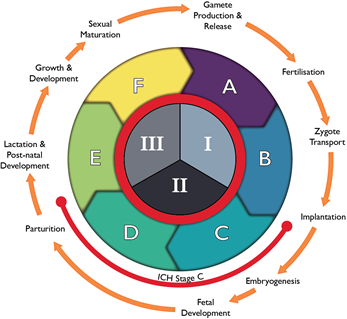 Gamete
Production &
Release
Fertilisation
Zygote
Transport
Implantation
Embryogenesis
Fetal
Development
Parturition
Lactation &
Post-natal
Development
Growth &
Development
Sexual
Maturation
A
B
C
D
E
F
I
II
III
ICH Stage C